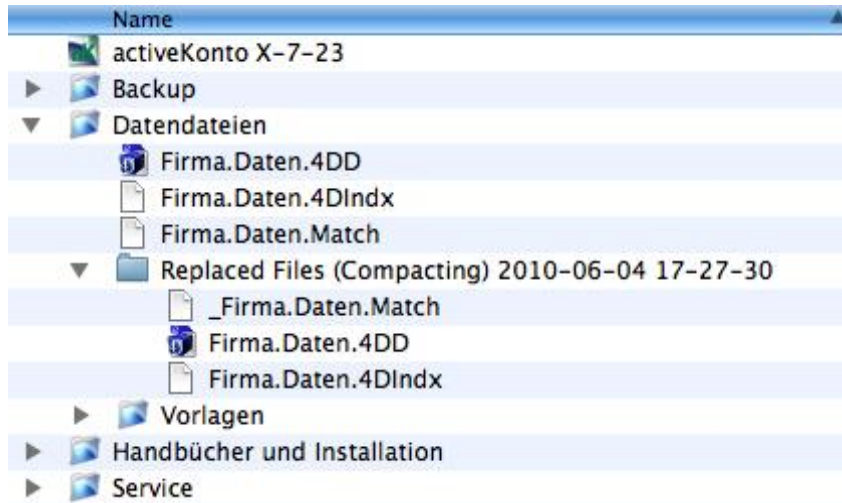 Name
activeKonto X-7-23
Backup
Datendateien
Firma.Daten.4DD
Firma.Daten.4DIndx
Firma.Daten.Match
Replaced Files (Compacting) 2010-06-04 17-27-30
_Firma.Daten.Match
Firma.Daten.4DD
Firma.Daten.4DIndx
Vorlagen
Handbücher und Installation
Service